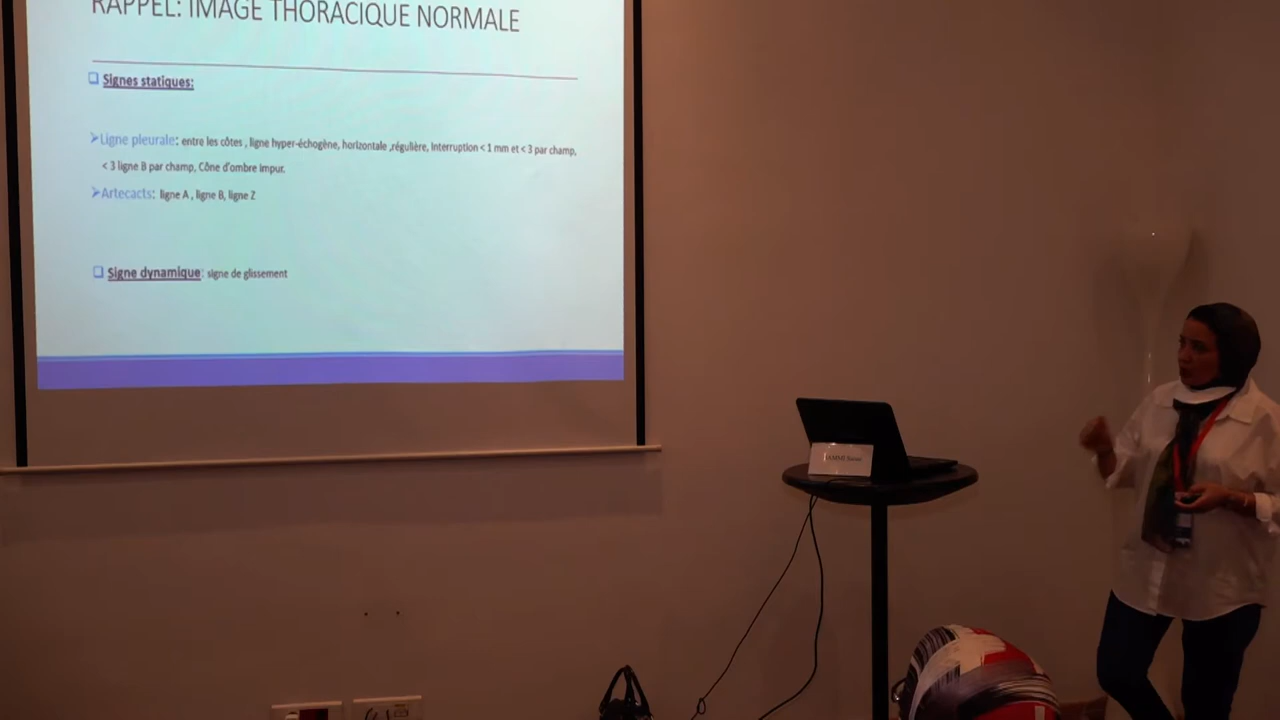 RAPPEL: IMAGE THORACIQUE NORMALE
Signes statiques:
Ligne pleurale: entre les côtes , ligne hyper-échogène, horizontale ,régulière, Interruption < 1 mm et < 3 par champ,
< 3 ligne B par champ, Cône d'ombre impur.
Artecacts: ligne A , ligne B, ligne Z
Signe dynamique: signe de glissement